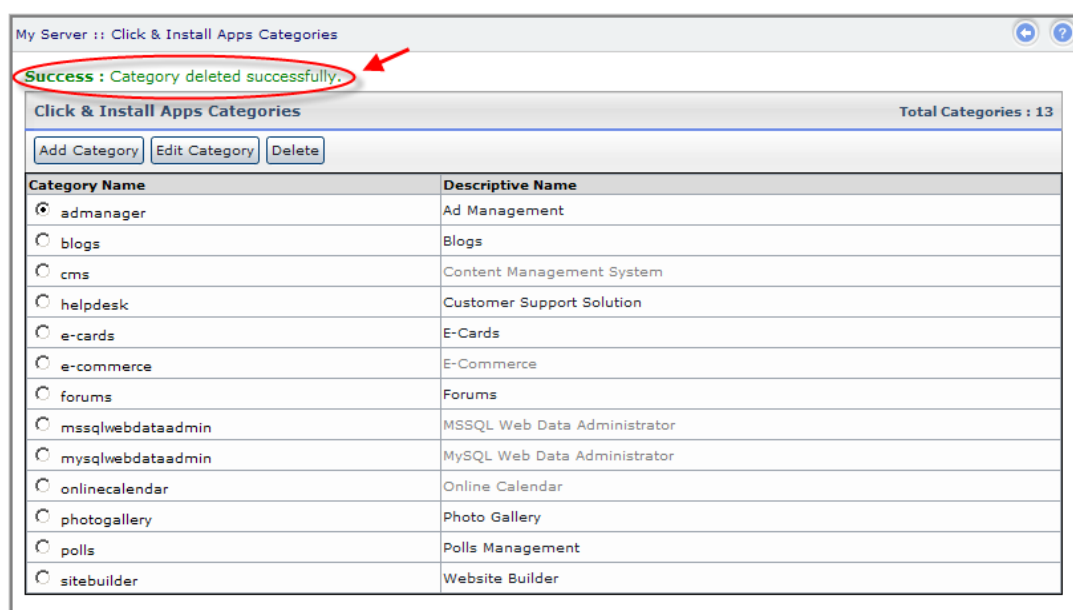 My Server :: Click & Install Apps Categories
?
Success : Category deleted successfully.
Click & Install Apps Categories Total Categories : 13
Add Category Edit Category Delete
Category Name Descriptive Name
admanager Ad Management
blogs Blogs
cms Content Management System
helpdesk Customer Support Solution
e-cards E-Cards
e-commerce E-Commerce
forums Forums
mssqlwebdataadmin MSSQL Web Data Administrator
mysqlwebdataadmin MySQL Web Data Administrator
onlinecalendar Online Calendar
photogallery Photo Gallery
polls Polls Management
sitebuilder Website Builder